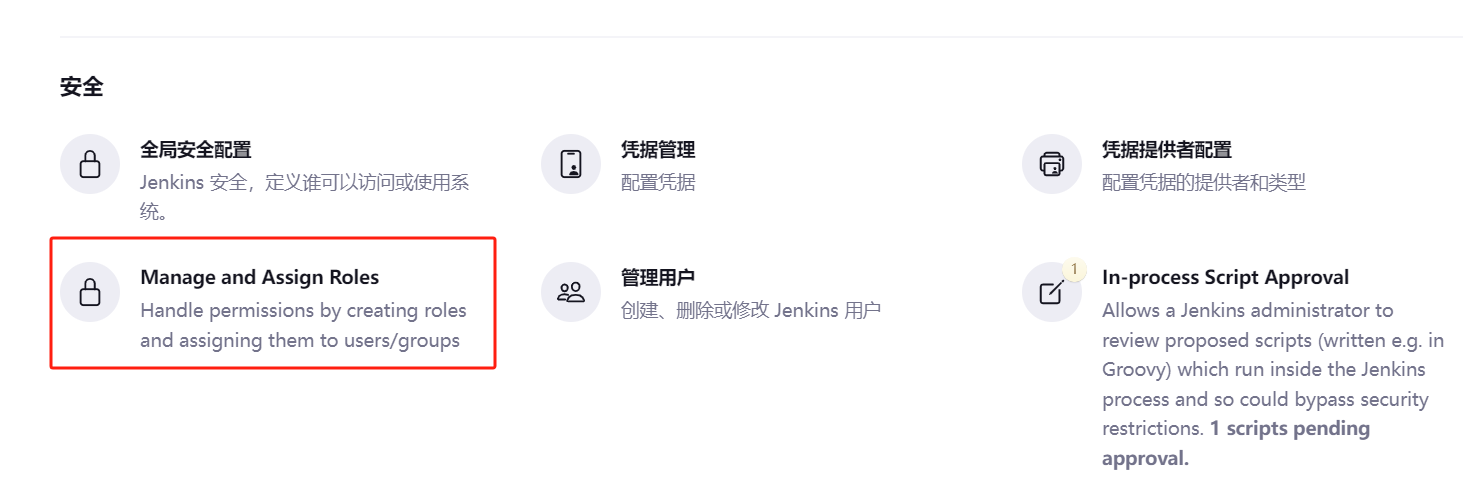 安全
全局安全配置
Jenkins 安全，定义谁可以访问或使用系
统。
凭据管理
配置凭据
凭据提供者配置
配置凭据的提供者和类型
Manage and Assign Roles
Handle permissions by creating roles
and assigning them to users/groups
管理用户
创建、删除或修改 Jenkins 用户
1
In-process Script Approval
Allows a Jenkins administrator to
review proposed scripts (written e.g. in
Groovy) which run inside the Jenkins
process and so could bypass security
restrictions. 1 scripts pending
approval.